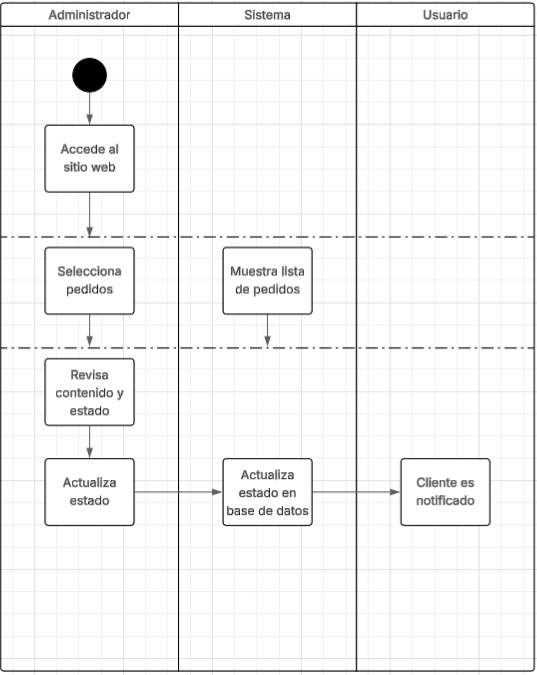 Administrador
Sistema
Usuario
Accede al
sitio web
Selecciona
pedidos
Muestra lista
de pedidos
Revisa
contenido y
estado
Actualiza
estado
Actualiza
estado en
base de datos
Cliente es
notificado